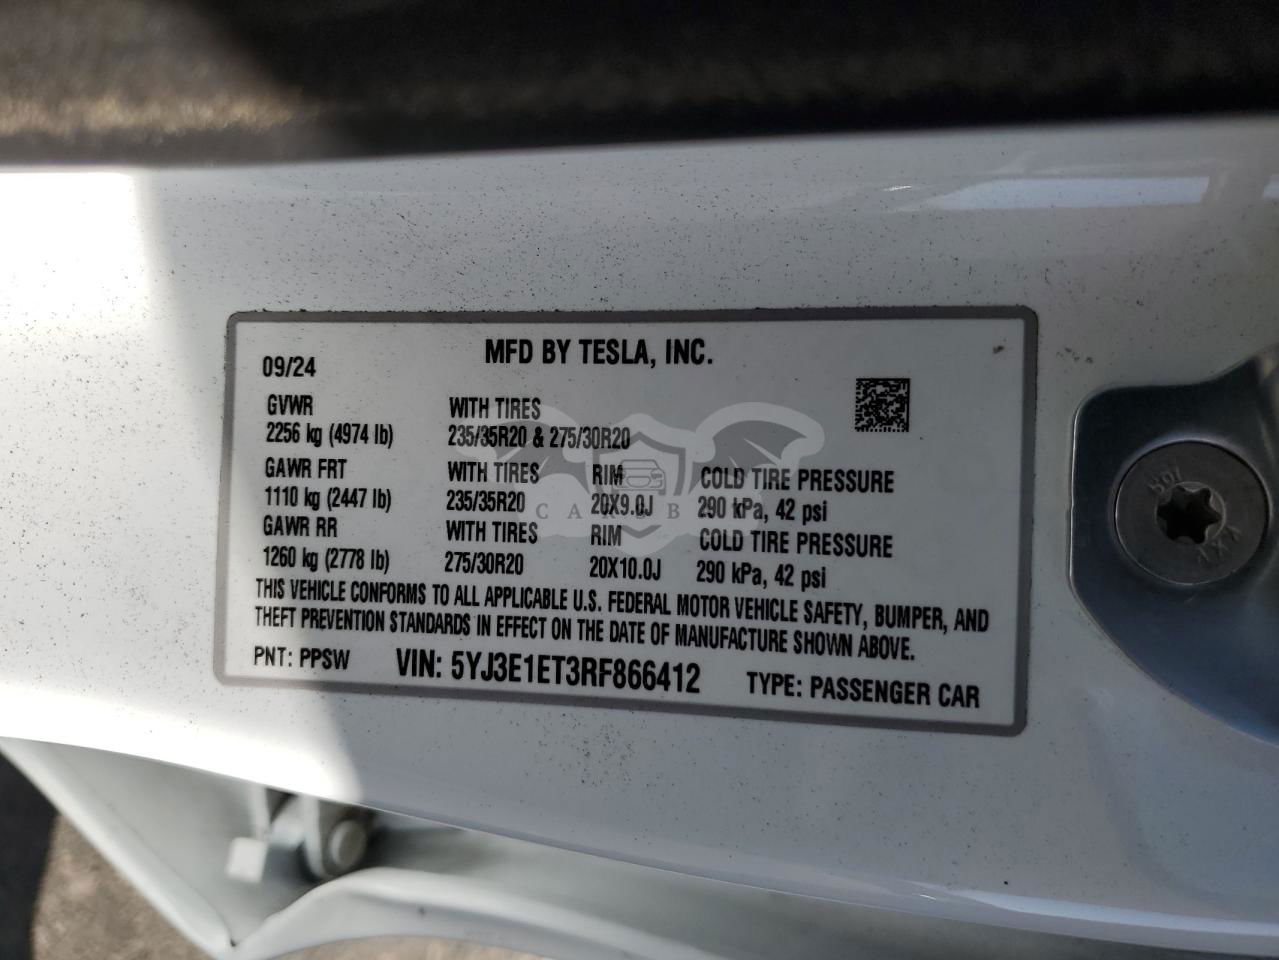 MFD BY TESLA, INC.
09/24
GVWR WITH TIRES
2256 kg (4974 lb) 235/35R20 & 275/30R20
GAWR FRT WITH TIRES RIM COLD TIRE PRESSURE
1110 kg (2447 lb) 235/35R20 20X9.0J 290 kPa, 42 psi
GAWR RR WITH TIRES RIM COLD TIRE PRESSURE
1260 kg (2778 lb) 275/30R20 20X10.0J 290 kPa, 42 psi
THIS VEHICLE CONFORMS TO ALL APPLICABLE U.S. FEDERAL MOTOR VEHICLE SAFETY, BUMPER, AND
THEFT PREVENTION STANDARDS IN EFFECT ON THE DATE OF MANUFACTURE SHOWN ABOVE.
PNT: PPSW VIN: 5YJ3E1ET3RF866412 TYPE: PASSENGER CAR